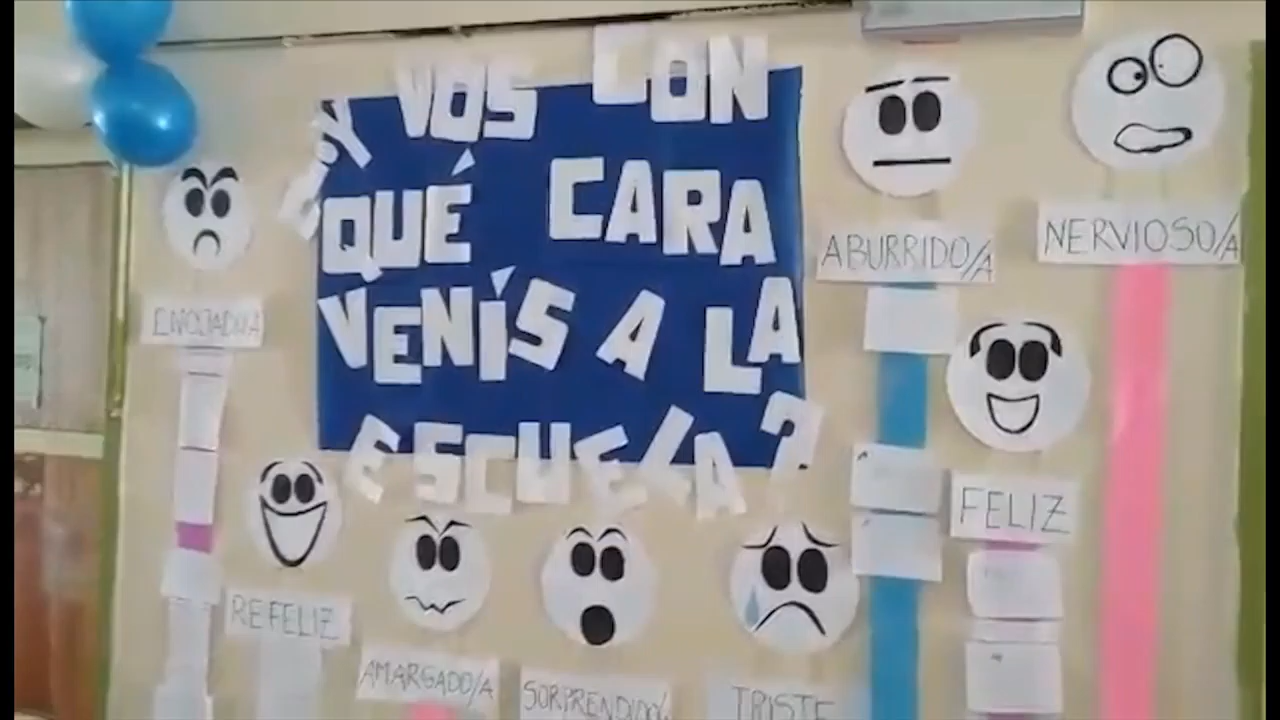 ¿Y VOS CON
QUÉ CARA
VENÍS A LA
ESCUELA?
ABURRIDO/A
NERVIOSO/A
ENOJADO/A
FELIZ
REFELIZ
AMARGADO/A
SORPRENDIDO/A
TRISTE